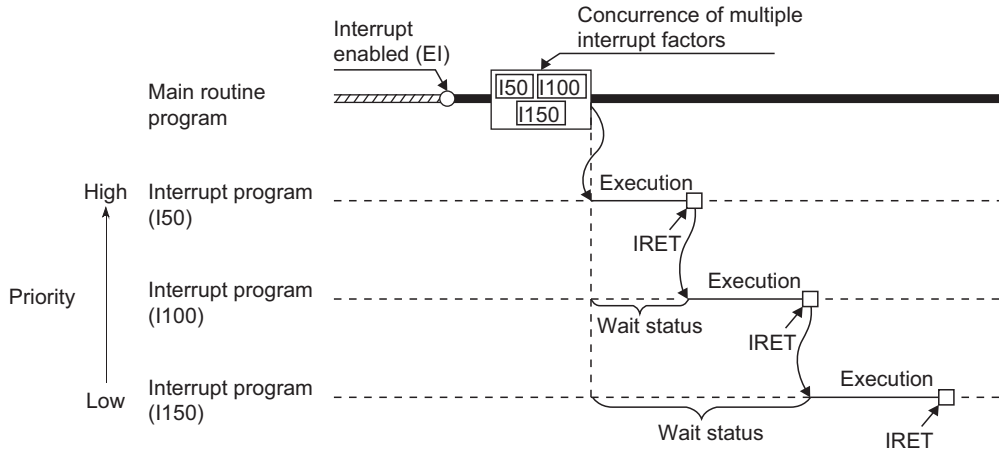 Interrupt
enabled (EI)
Concurrence of multiple
interrupt factors
Main routine
program
I50
I100
I150
High
Interrupt program
(I50)
Execution
IRET
Priority
Interrupt program
(I100)
Execution
Wait status
IRET
Low
Interrupt program
(I150)
Execution
Wait status
IRET